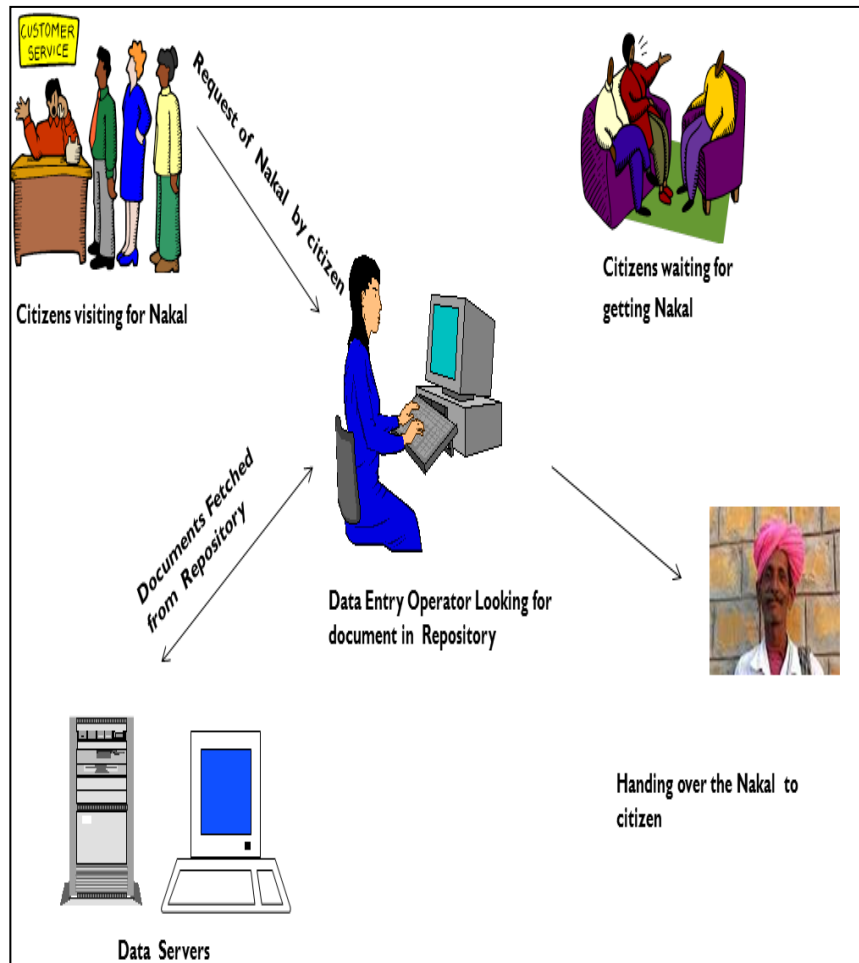 CUSTOMER
SERVICE
Request of Nakal by citizen
Citizens visiting for Nakal
Citizens waiting for
getting Nakal
Documents Fetched
from Repository
Data Entry Operator Looking for
document in Repository
Handing over the Nakal to
citizen
Data Servers